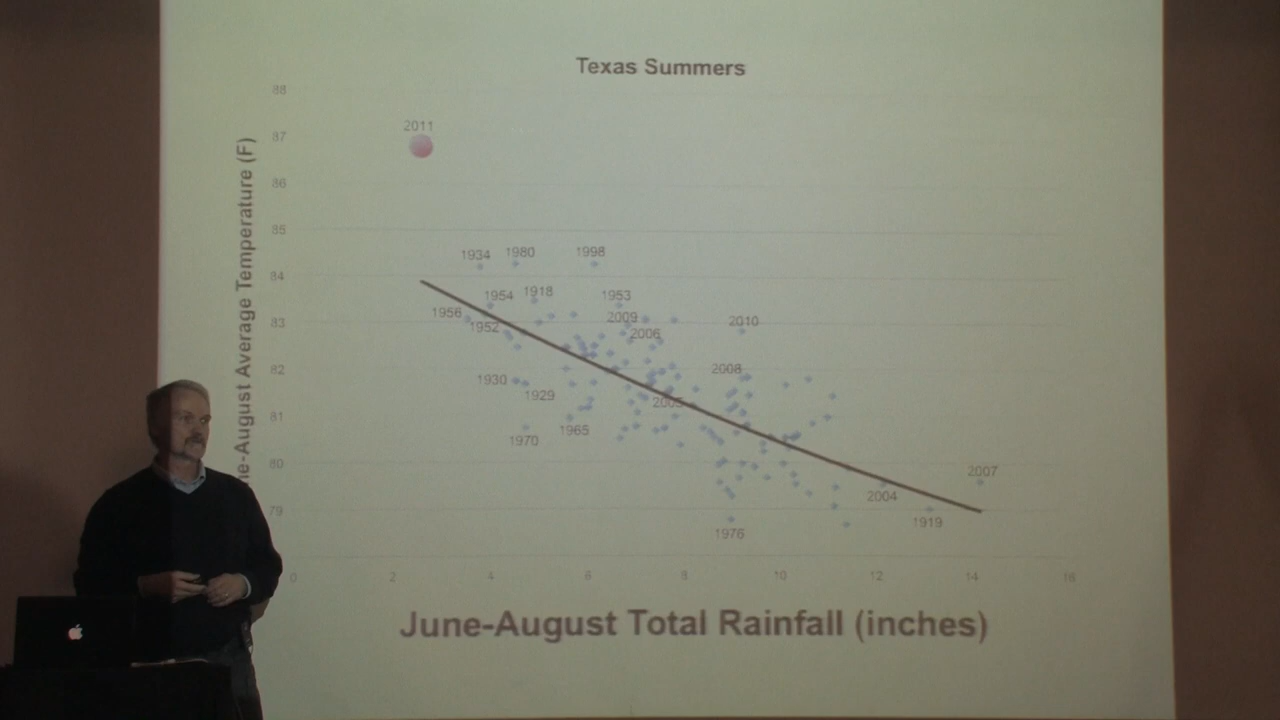 Texas Summers
88
2011
87
86
85
1934 1980 1998
84
1954 1918 1953
1956 2009
83 1952 2006 2010
82 2008
1930
1929 2005
81
1970 1965
80 2007
2004
79 1919
1976
0 2 4 6 8 10 12 14 16
June-August Total Rainfall (inches)
ne-August Average Temperature (F)